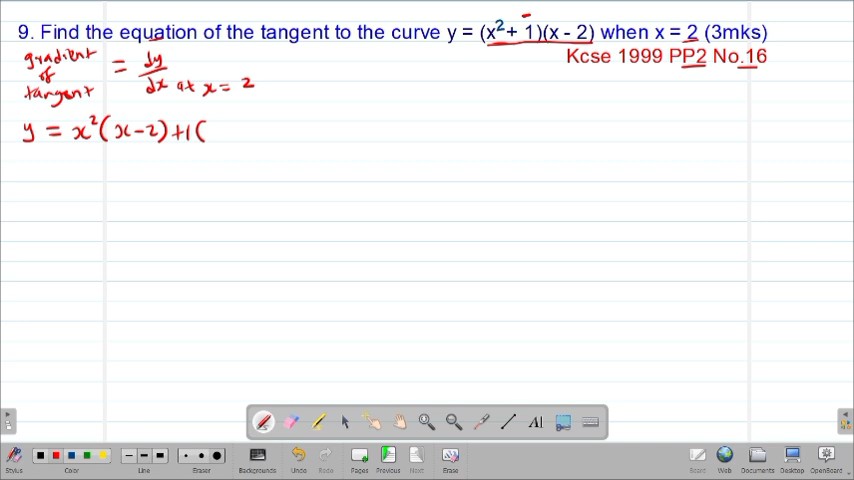 9. Find the equation of the tangent to the curve y = (x²+ 1)(x - 2) when x = 2 (3mks)
Kcse 1999 PP2 No.16
gradient of tangent = dy/dx at x = 2
y = x²(x-2)+1(
Stylus
Color
Line
Eraser
Backgrounds
Undo
Redo
Pages
Previous
Next
Erase
Board
Web
Documents
Desktop
OpenBoard